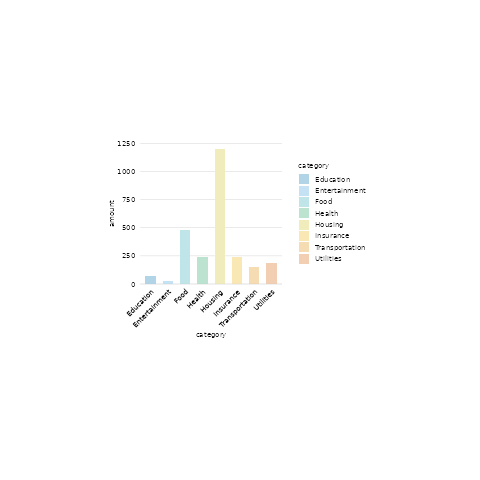 1250
1000
750
500
250
0
amount
Education
Entertainment
Food
Health
Housing
Insurance
Transportation
Utilities
category
category
Education
Entertainment
Food
Health
Housing
Insurance
Transportation
Utilities